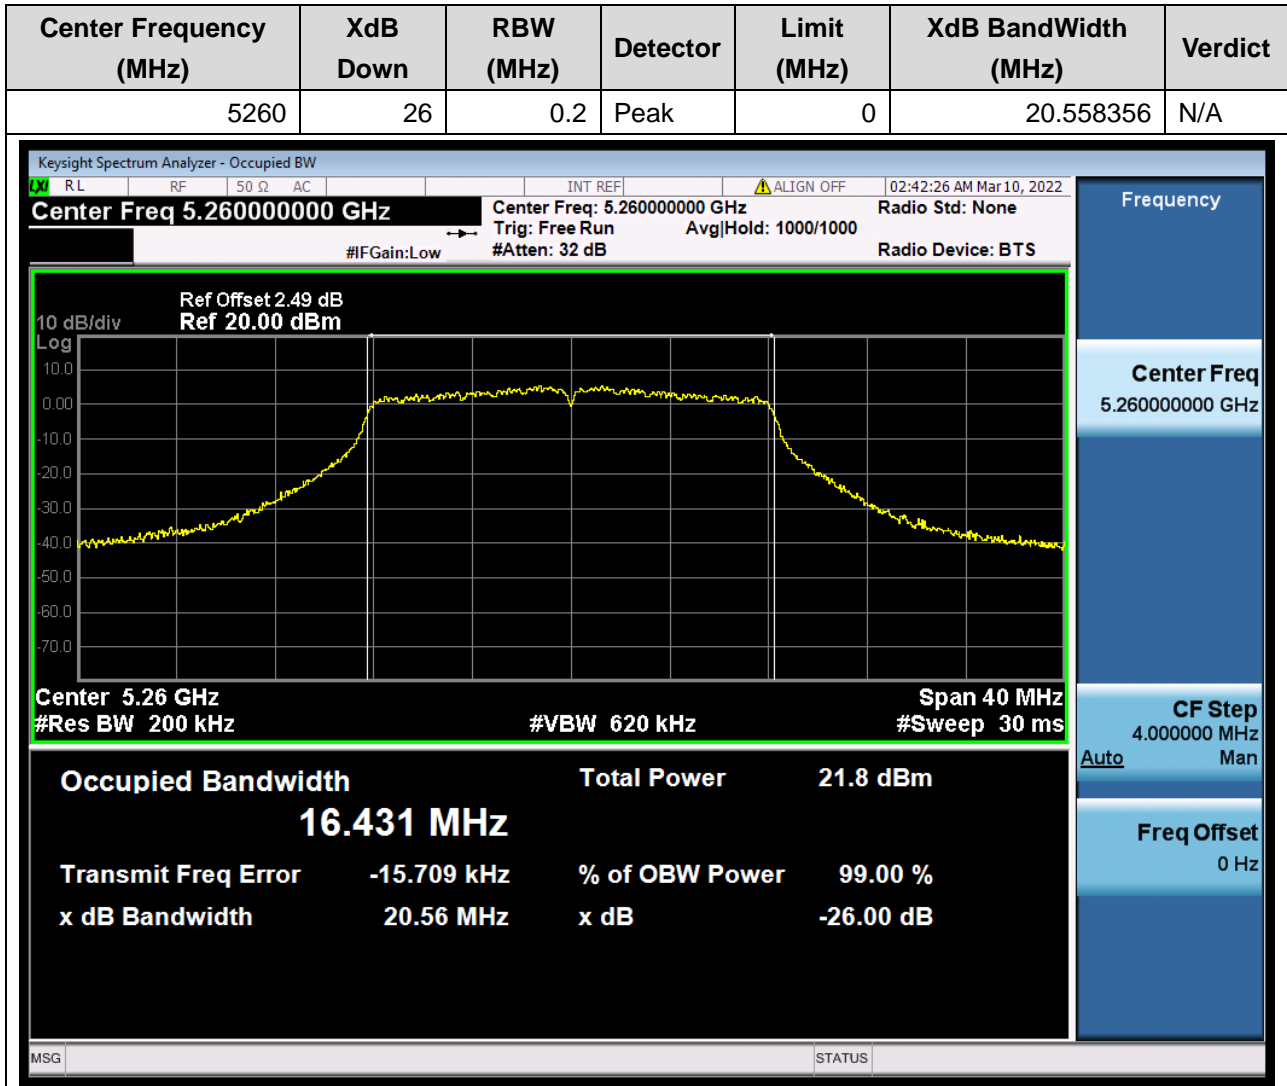 Center Frequency (MHz) XdB Down RBW (MHz) Detector Limit (MHz) XdB BandWidth (MHz) Verdict
5260 26 0.2 Peak 0 20.558356 N/A
Keysight Spectrum Analyzer - Occupied BW
LXI RL RF 50 Ω AC INT REF ALIGN OFF 02:42:26 AM Mar 10, 2022
Center Freq 5.260000000 GHz Center Freq: 5.260000000 GHz Radio Std: None
Trig: Free Run Avg|Hold: 1000/1000
#IFGain:Low #Atten: 32 dB Radio Device: BTS
Ref Offset 2.49 dB
10 dB/div Ref 20.00 dBm
Log
10.0
0.00
-10.0
-20.0
-30.0
-40.0
-50.0
-60.0
-70.0
Center 5.26 GHz Span 40 MHz
#Res BW 200 kHz #VBW 620 kHz #Sweep 30 ms
Occupied Bandwidth Total Power 21.8 dBm
16.431 MHz
Transmit Freq Error -15.709 kHz % of OBW Power 99.00 %
x dB Bandwidth 20.56 MHz x dB -26.00 dB
MSG STATUS
Frequency
Center Freq
5.260000000 GHz
CF Step
4.000000 MHz
Auto Man
Freq Offset
0 Hz